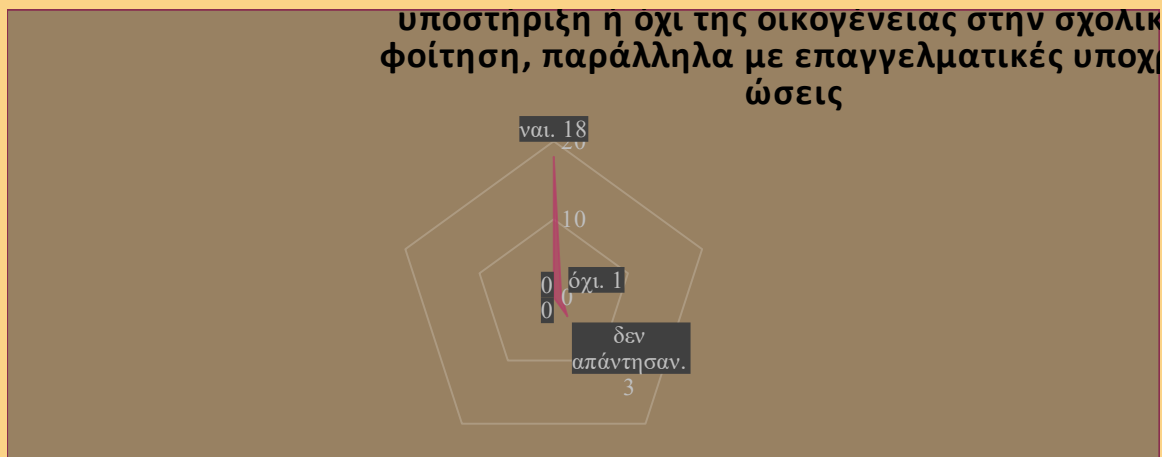 υποστήριξη ή όχι της οικογένειας στην σχολικ
φοίτηση, παράλληλα με επαγγελματικές υποχρ
ώσεις
ναι. 18
20
10
όχι. 1
0
0
0
δεν
απάντησαν.
3